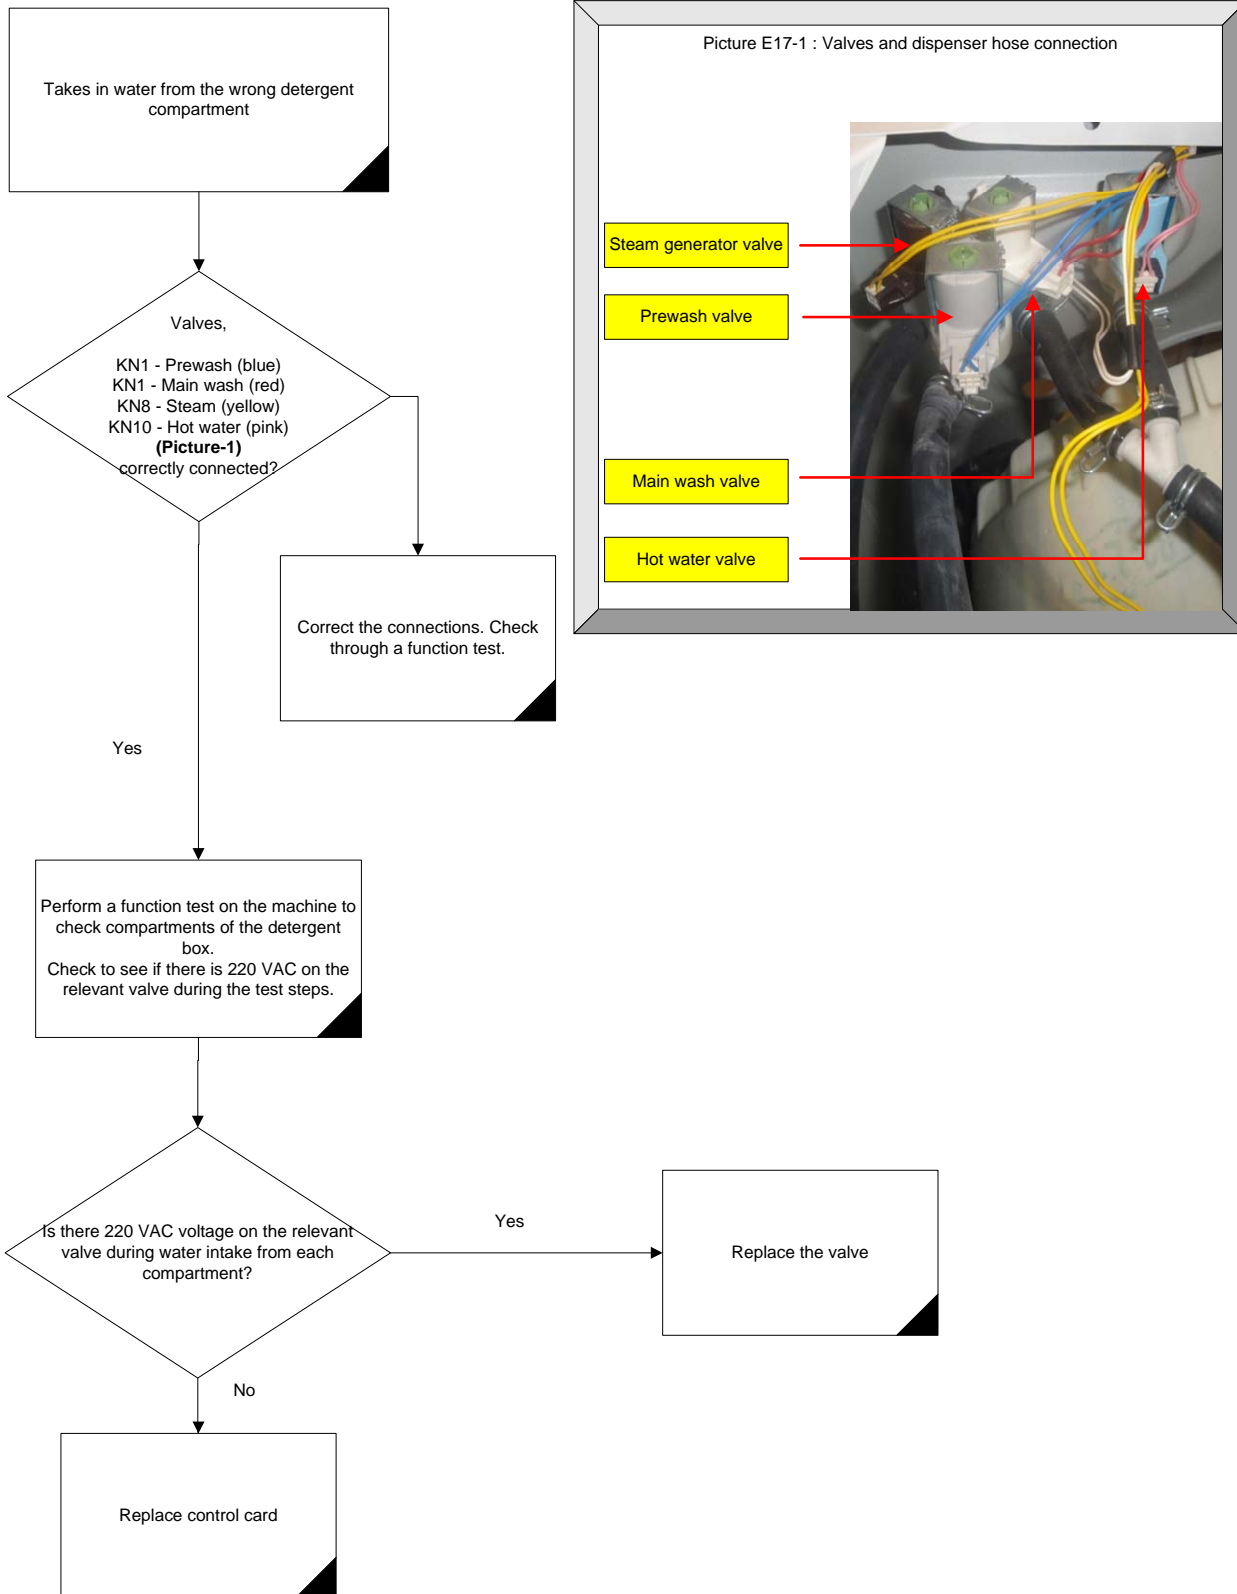 Takes in water from the wrong detergent
compartment
Valves,
KN1 - Prewash (blue)
KN1 - Main wash (red)
KN8 - Steam (yellow)
KN10 - Hot water (pink)
(Picture-1)
correctly connected?
Correct the connections. Check
through a function test.
Yes
Perform a function test on the machine to
check compartments of the detergent
box.
Check to see if there is 220 VAC on the
relevant valve during the test steps.
Is there 220 VAC voltage on the relevant
valve during water intake from each
compartment?
Yes
Replace the valve
No
Replace control card
Picture E17-1 : Valves and dispenser hose connection
Steam generator valve
Prewash valve
Main wash valve
Hot water valve